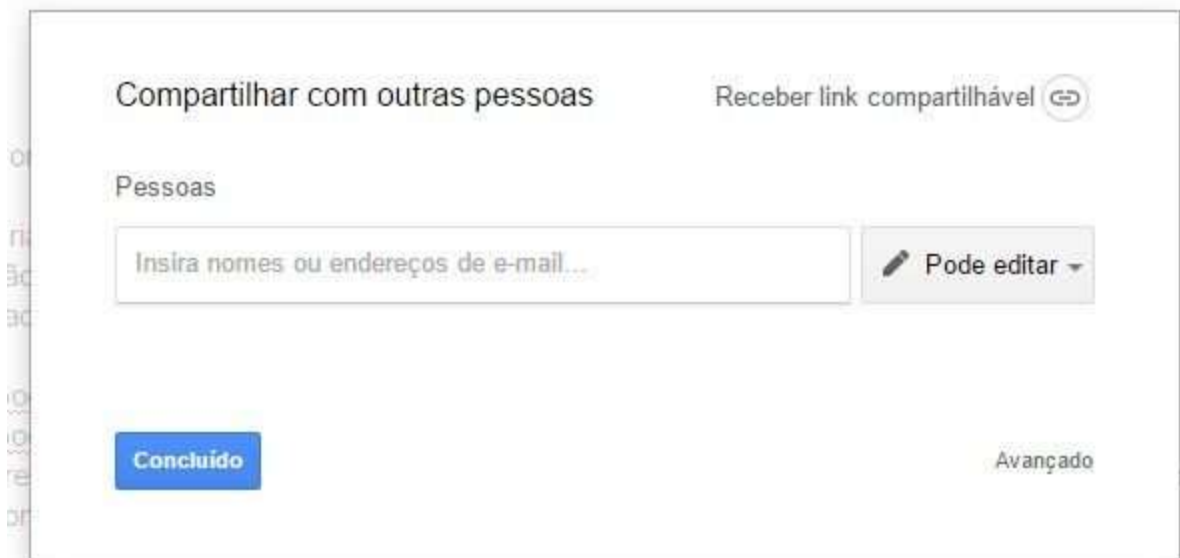 Compartilhar com outras pessoas
Receber link compartilhável
Pessoas
Insira nomes ou endereços de e-mail...
Pode editar
Concluído
Avançado